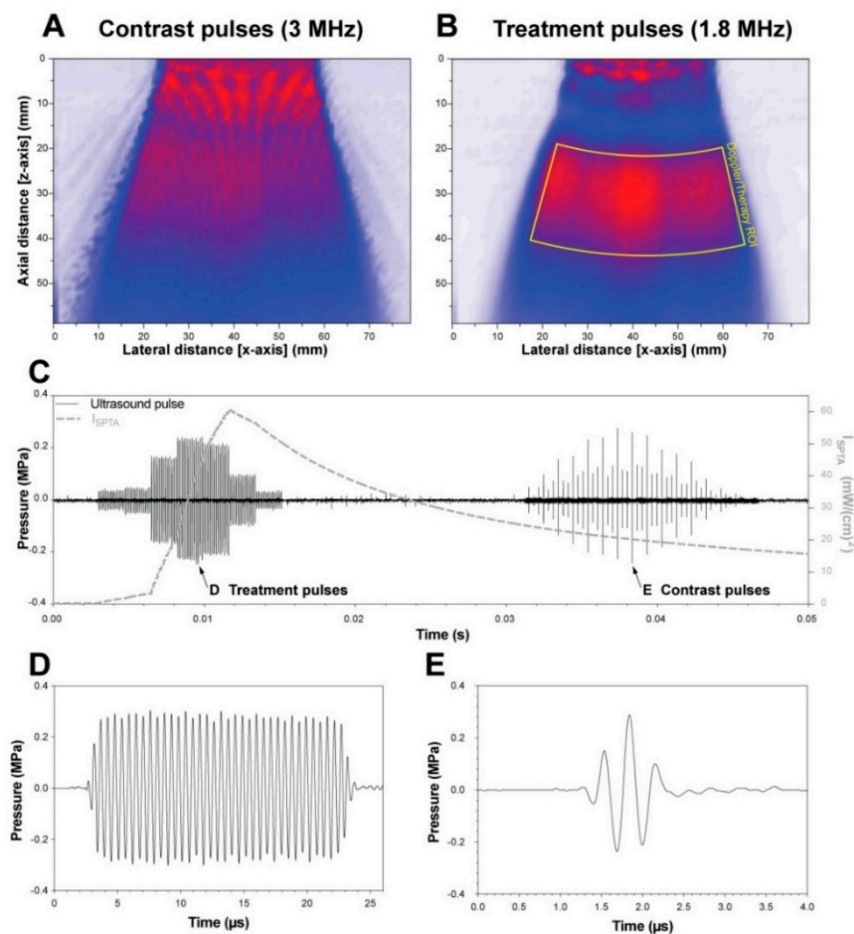 A Contrast pulses (3 MHz)
B Treatment pulses (1.8 MHz)
Axial distance [z-axis] (mm)
0
10
20
30
40
50
0 10 20 30 40 50 60 70
Lateral distance [x-axis] (mm)
0
10
20
30
40
50
0 10 20 30 40 50 60 70
Lateral distance [x-axis] (mm)
Doppler/Therapy ROI
C
Pressure (MPa)
0.4
0.2
0.0
-0.2
-0.4
Ultrasound pulse
I SPTA
D Treatment pulses
E Contrast pulses
60
50
40
30
20
10
0
I SPTA (mW/(cm)²)
0.00 0.01 0.02 0.03 0.04 0.05
Time (s)
D
Pressure (MPa)
0.4
0.2
0.0
-0.2
-0.4
0 5 10 15 20 25
Time (µs)
E
Pressure (MPa)
0.4
0.2
0.0
-0.2
-0.4
0.0 0.5 1.0 1.5 2.0 2.5 3.0 3.5 4.0
Time (µs)